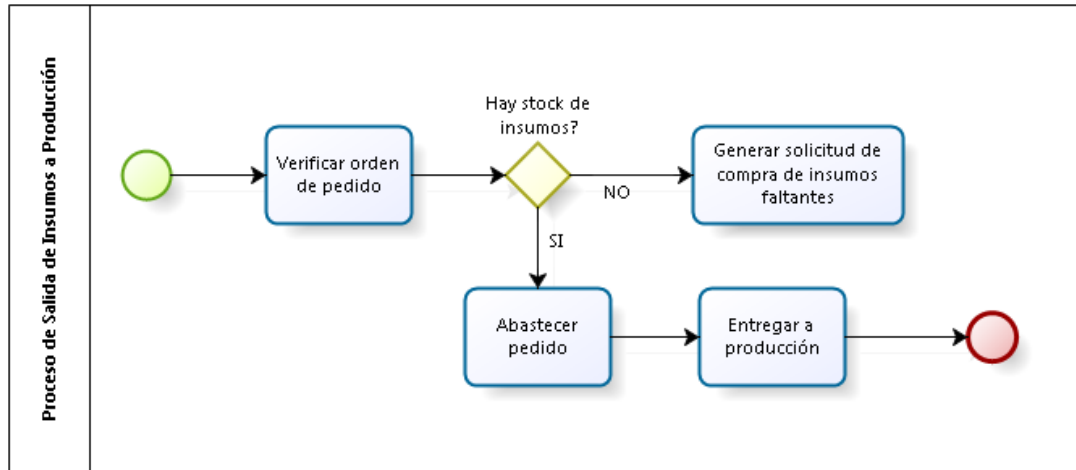 Proceso de Salida de Insumos a Producción
Hay stock de
insumos?
Verificar orden
de pedido
NO
Generar solicitud de
compra de insumos
faltantes
SI
Abastecer
pedido
Entregar a
producción